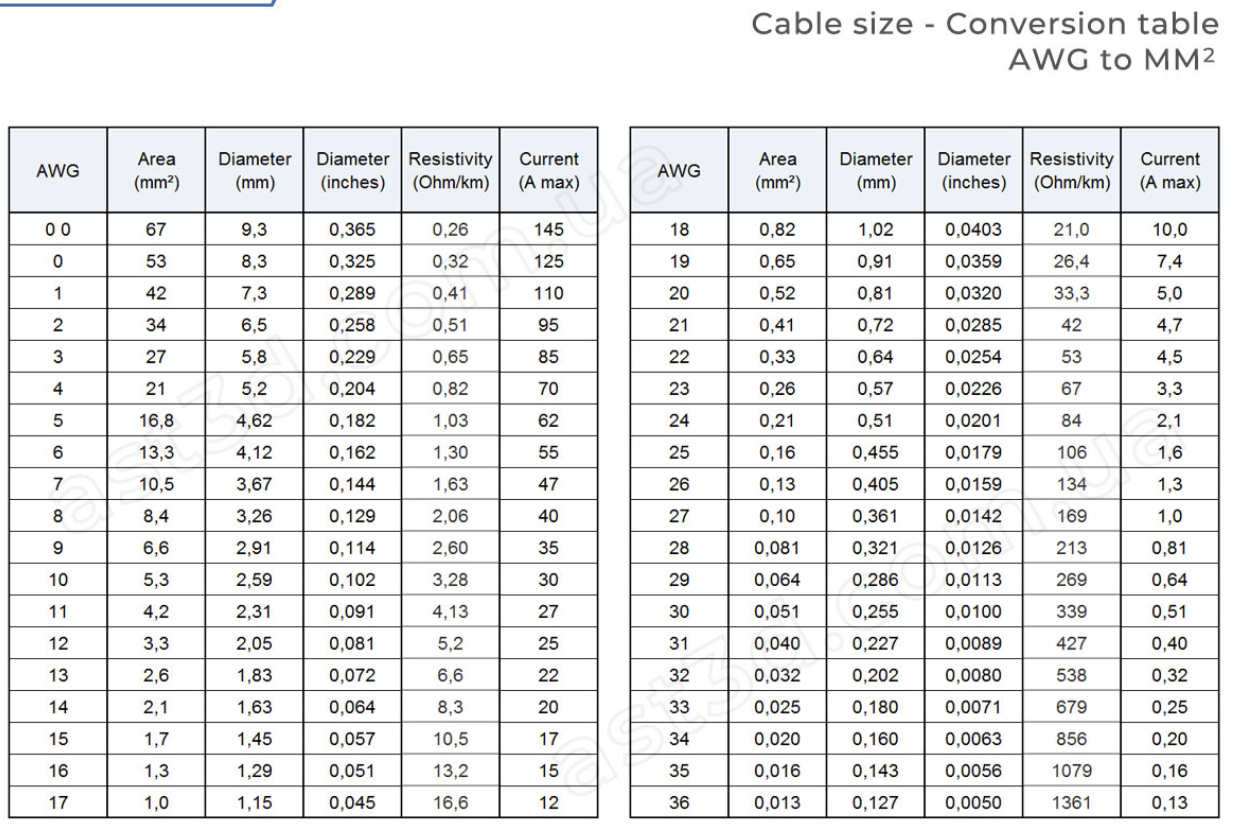 Cable size - Conversion table
AWG to MM²
AWG Area (mm²) Diameter (mm) Diameter (inches) Resistivity (Ohm/km) Current (A max)
0 0 67 9,3 0,365 0,26 145
0 53 8,3 0,325 0,32 125
1 42 7,3 0,289 0,41 110
2 34 6,5 0,258 0,51 95
3 27 5,8 0,229 0,65 85
4 21 5,2 0,204 0,82 70
5 16,8 4,62 0,182 1,03 62
6 13,3 4,12 0,162 1,30 55
7 10,5 3,67 0,144 1,63 47
8 8,4 3,26 0,129 2,06 40
9 6,6 2,91 0,114 2,60 35
10 5,3 2,59 0,102 3,28 30
11 4,2 2,31 0,091 4,13 27
12 3,3 2,05 0,081 5,2 25
13 2,6 1,83 0,072 6,6 22
14 2,1 1,63 0,064 8,3 20
15 1,7 1,45 0,057 10,5 17
16 1,3 1,29 0,051 13,2 15
17 1,0 1,15 0,045 16,6 12
AWG Area (mm²) Diameter (mm) Diameter (inches) Resistivity (Ohm/km) Current (A max)
18 0,82 1,02 0,0403 21,0 10,0
19 0,65 0,91 0,0359 26,4 7,4
20 0,52 0,81 0,0320 33,3 5,0
21 0,41 0,72 0,0285 42 4,7
22 0,33 0,64 0,0254 53 4,5
23 0,26 0,57 0,0226 67 3,3
24 0,21 0,51 0,0201 84 2,1
25 0,16 0,455 0,0179 106 1,6
26 0,13 0,405 0,0159 134 1,3
27 0,10 0,361 0,0142 169 1,0
28 0,081 0,321 0,0126 213 0,81
29 0,064 0,286 0,0113 269 0,64
30 0,051 0,255 0,0100 339 0,51
31 0,040 0,227 0,0089 427 0,40
32 0,032 0,202 0,0080 538 0,32
33 0,025 0,180 0,0071 679 0,25
34 0,020 0,160 0,0063 856 0,20
35 0,016 0,143 0,0056 1079 0,16
36 0,013 0,127 0,0050 1361 0,13
ast3d.com.ua
ast3d.com.ua